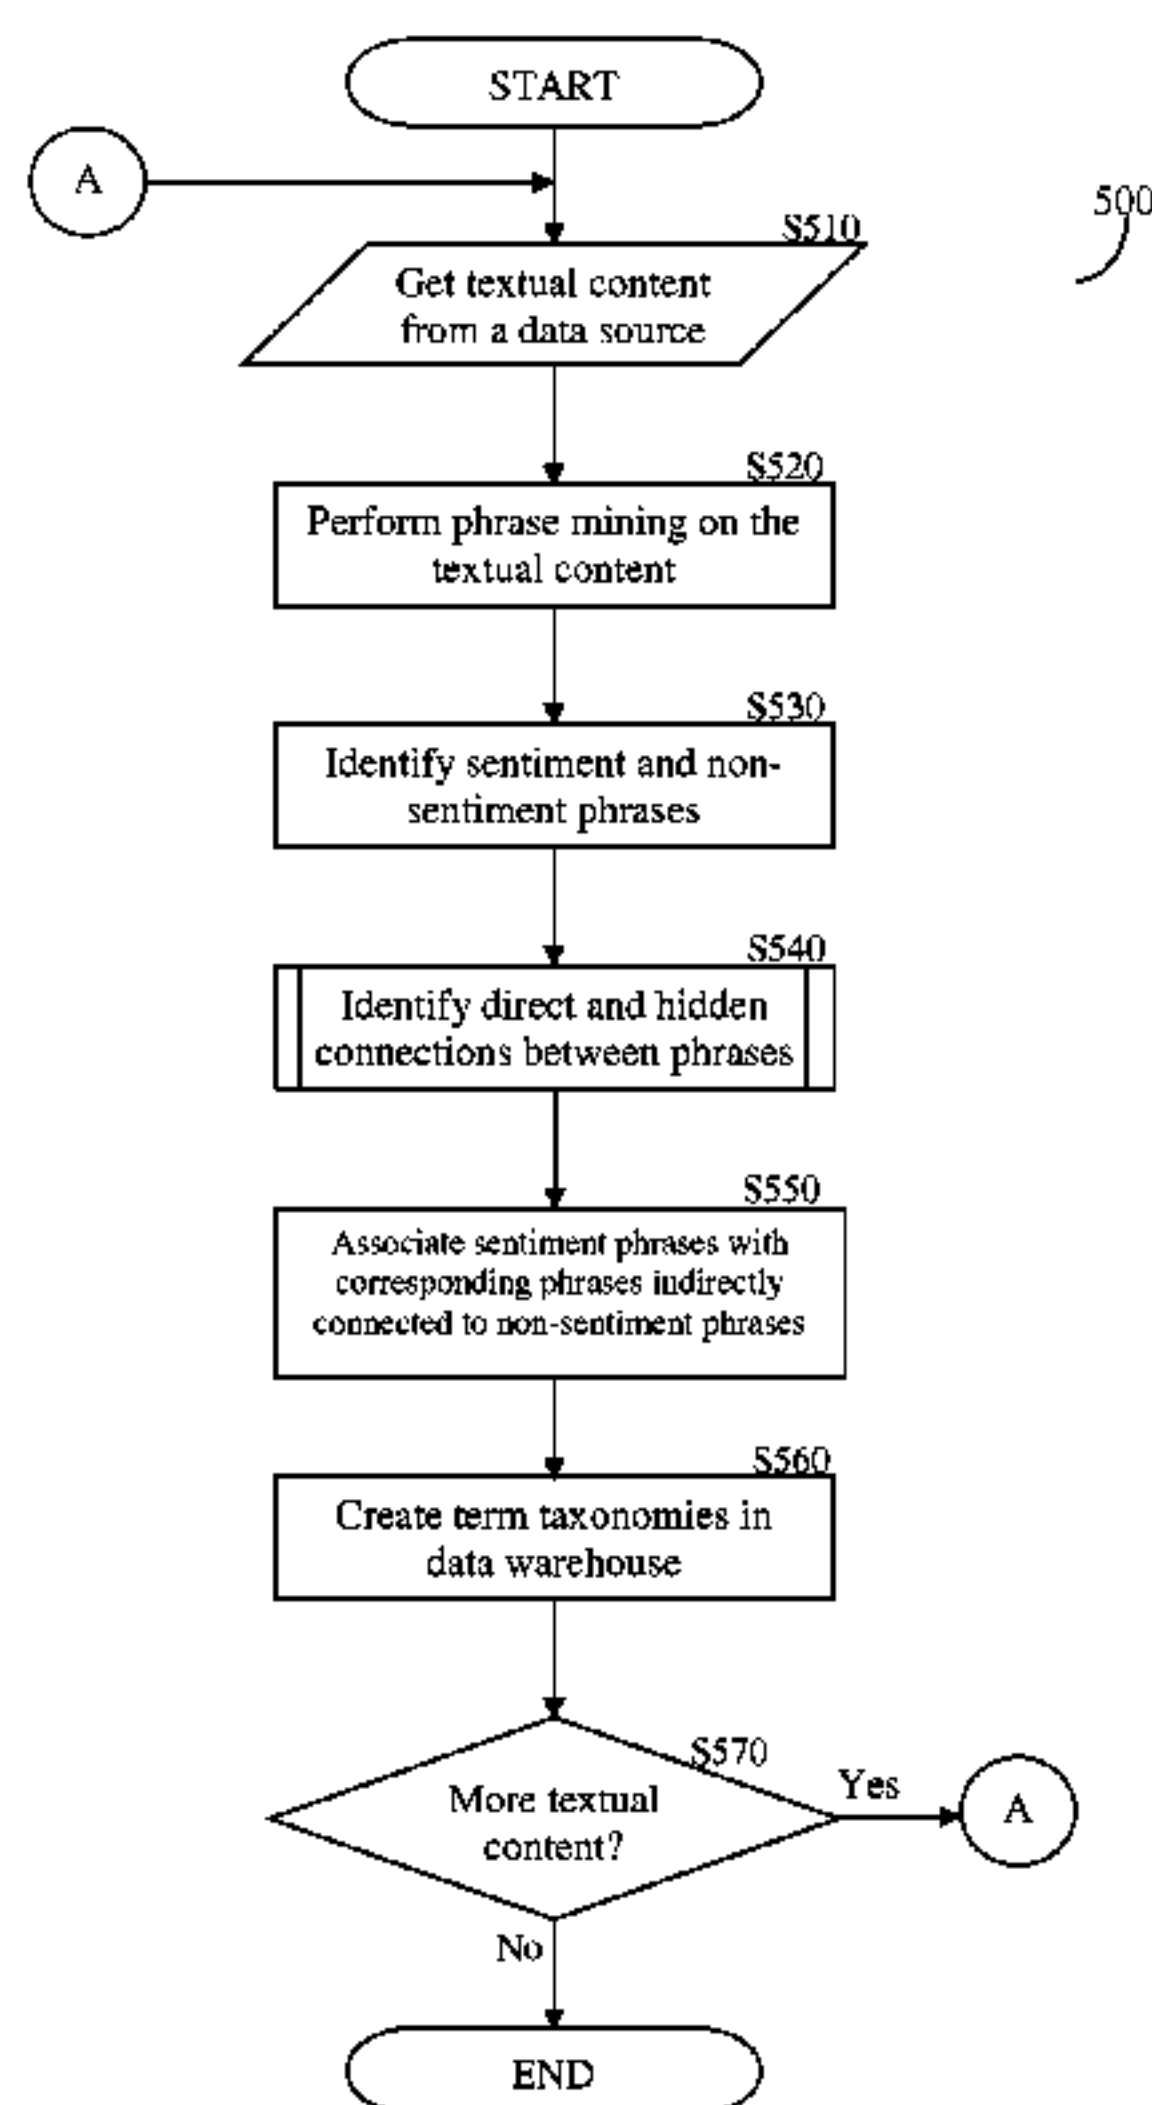 START
A
500
S510
Get textual content
from a data source
S520
Perform phrase mining on the
textual content
S530
Identify sentiment and non-
sentiment phrases
S540
Identify direct and hidden
connections between phrases
S550
Associate sentiment phrases with
corresponding phrases indirectly
connected to non-sentiment phrases
S560
Create term taxonomies in
data warehouse
S570
More textual
content?
Yes
A
No
END